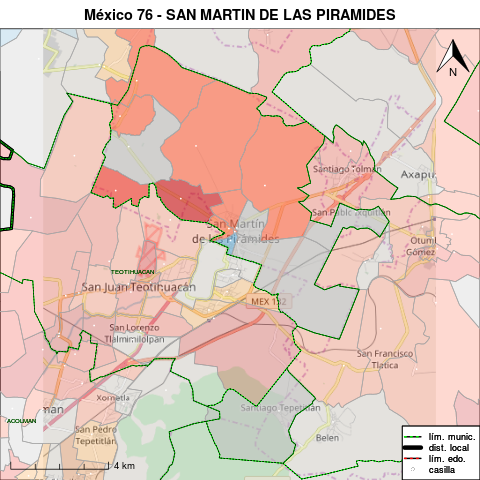 México 76 - SAN MARTIN DE LAS PIRAMIDES
N
Santiago Tolman
Axapu
San Pablo Ixquitlán
San Martín
de las Pirámides
Otum
Gómez
TEOTIHUACAN
San Juan Teotihuacán
MEX 132
San Lorenzo
Tlalmimilolpan
San Francisco
Tlatica
Xometla
Santiago Tepetitlán
man
ACOLMAN
San Pedro
Tepetitlán
Belen
4 km
lím. munic.
dist. local
lím. edo.
casilla